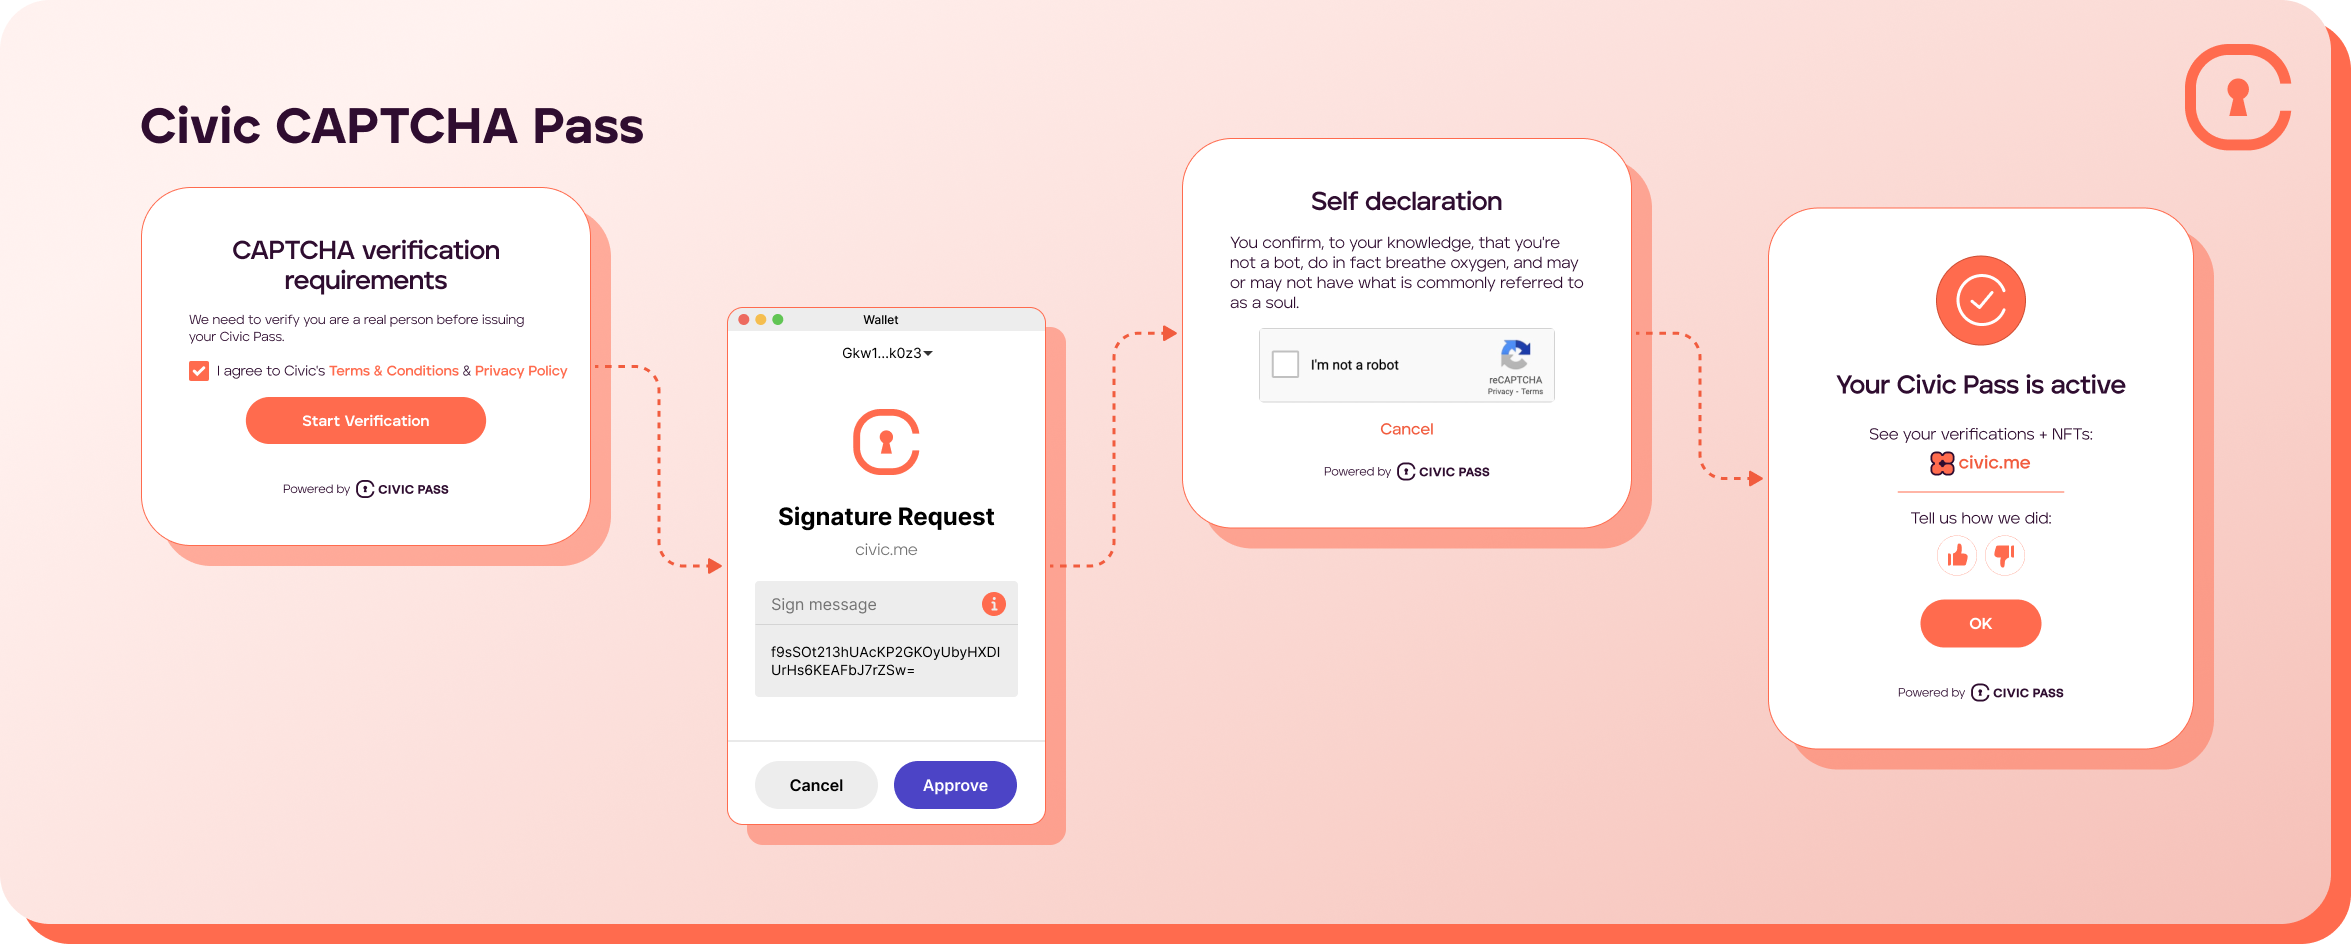 Civic CAPTCHA Pass
CAPTCHA verification
requirements
We need to verify you are a real person before issuing
your Civic Pass.
I agree to Civic's Terms & Conditions & Privacy Policy
Start Verification
Powered by CIVIC PASS
Wallet
Gkw1...k0z3
Signature Request
civic.me
Sign message
f9sSOt213hUAcKP2GKOyUbyHXDI
UrHs6KEAFbJ7rZSw=
Cancel
Approve
Self declaration
You confirm, to your knowledge, that you're
not a bot, do in fact breathe oxygen, and may
or may not have what is commonly referred to
as a soul.
I'm not a robot
reCAPTCHA
Privacy - Terms
Cancel
Powered by CIVIC PASS
Your Civic Pass is active
See your verifications + NFTs:
civic.me
Tell us how we did:
OK
Powered by CIVIC PASS